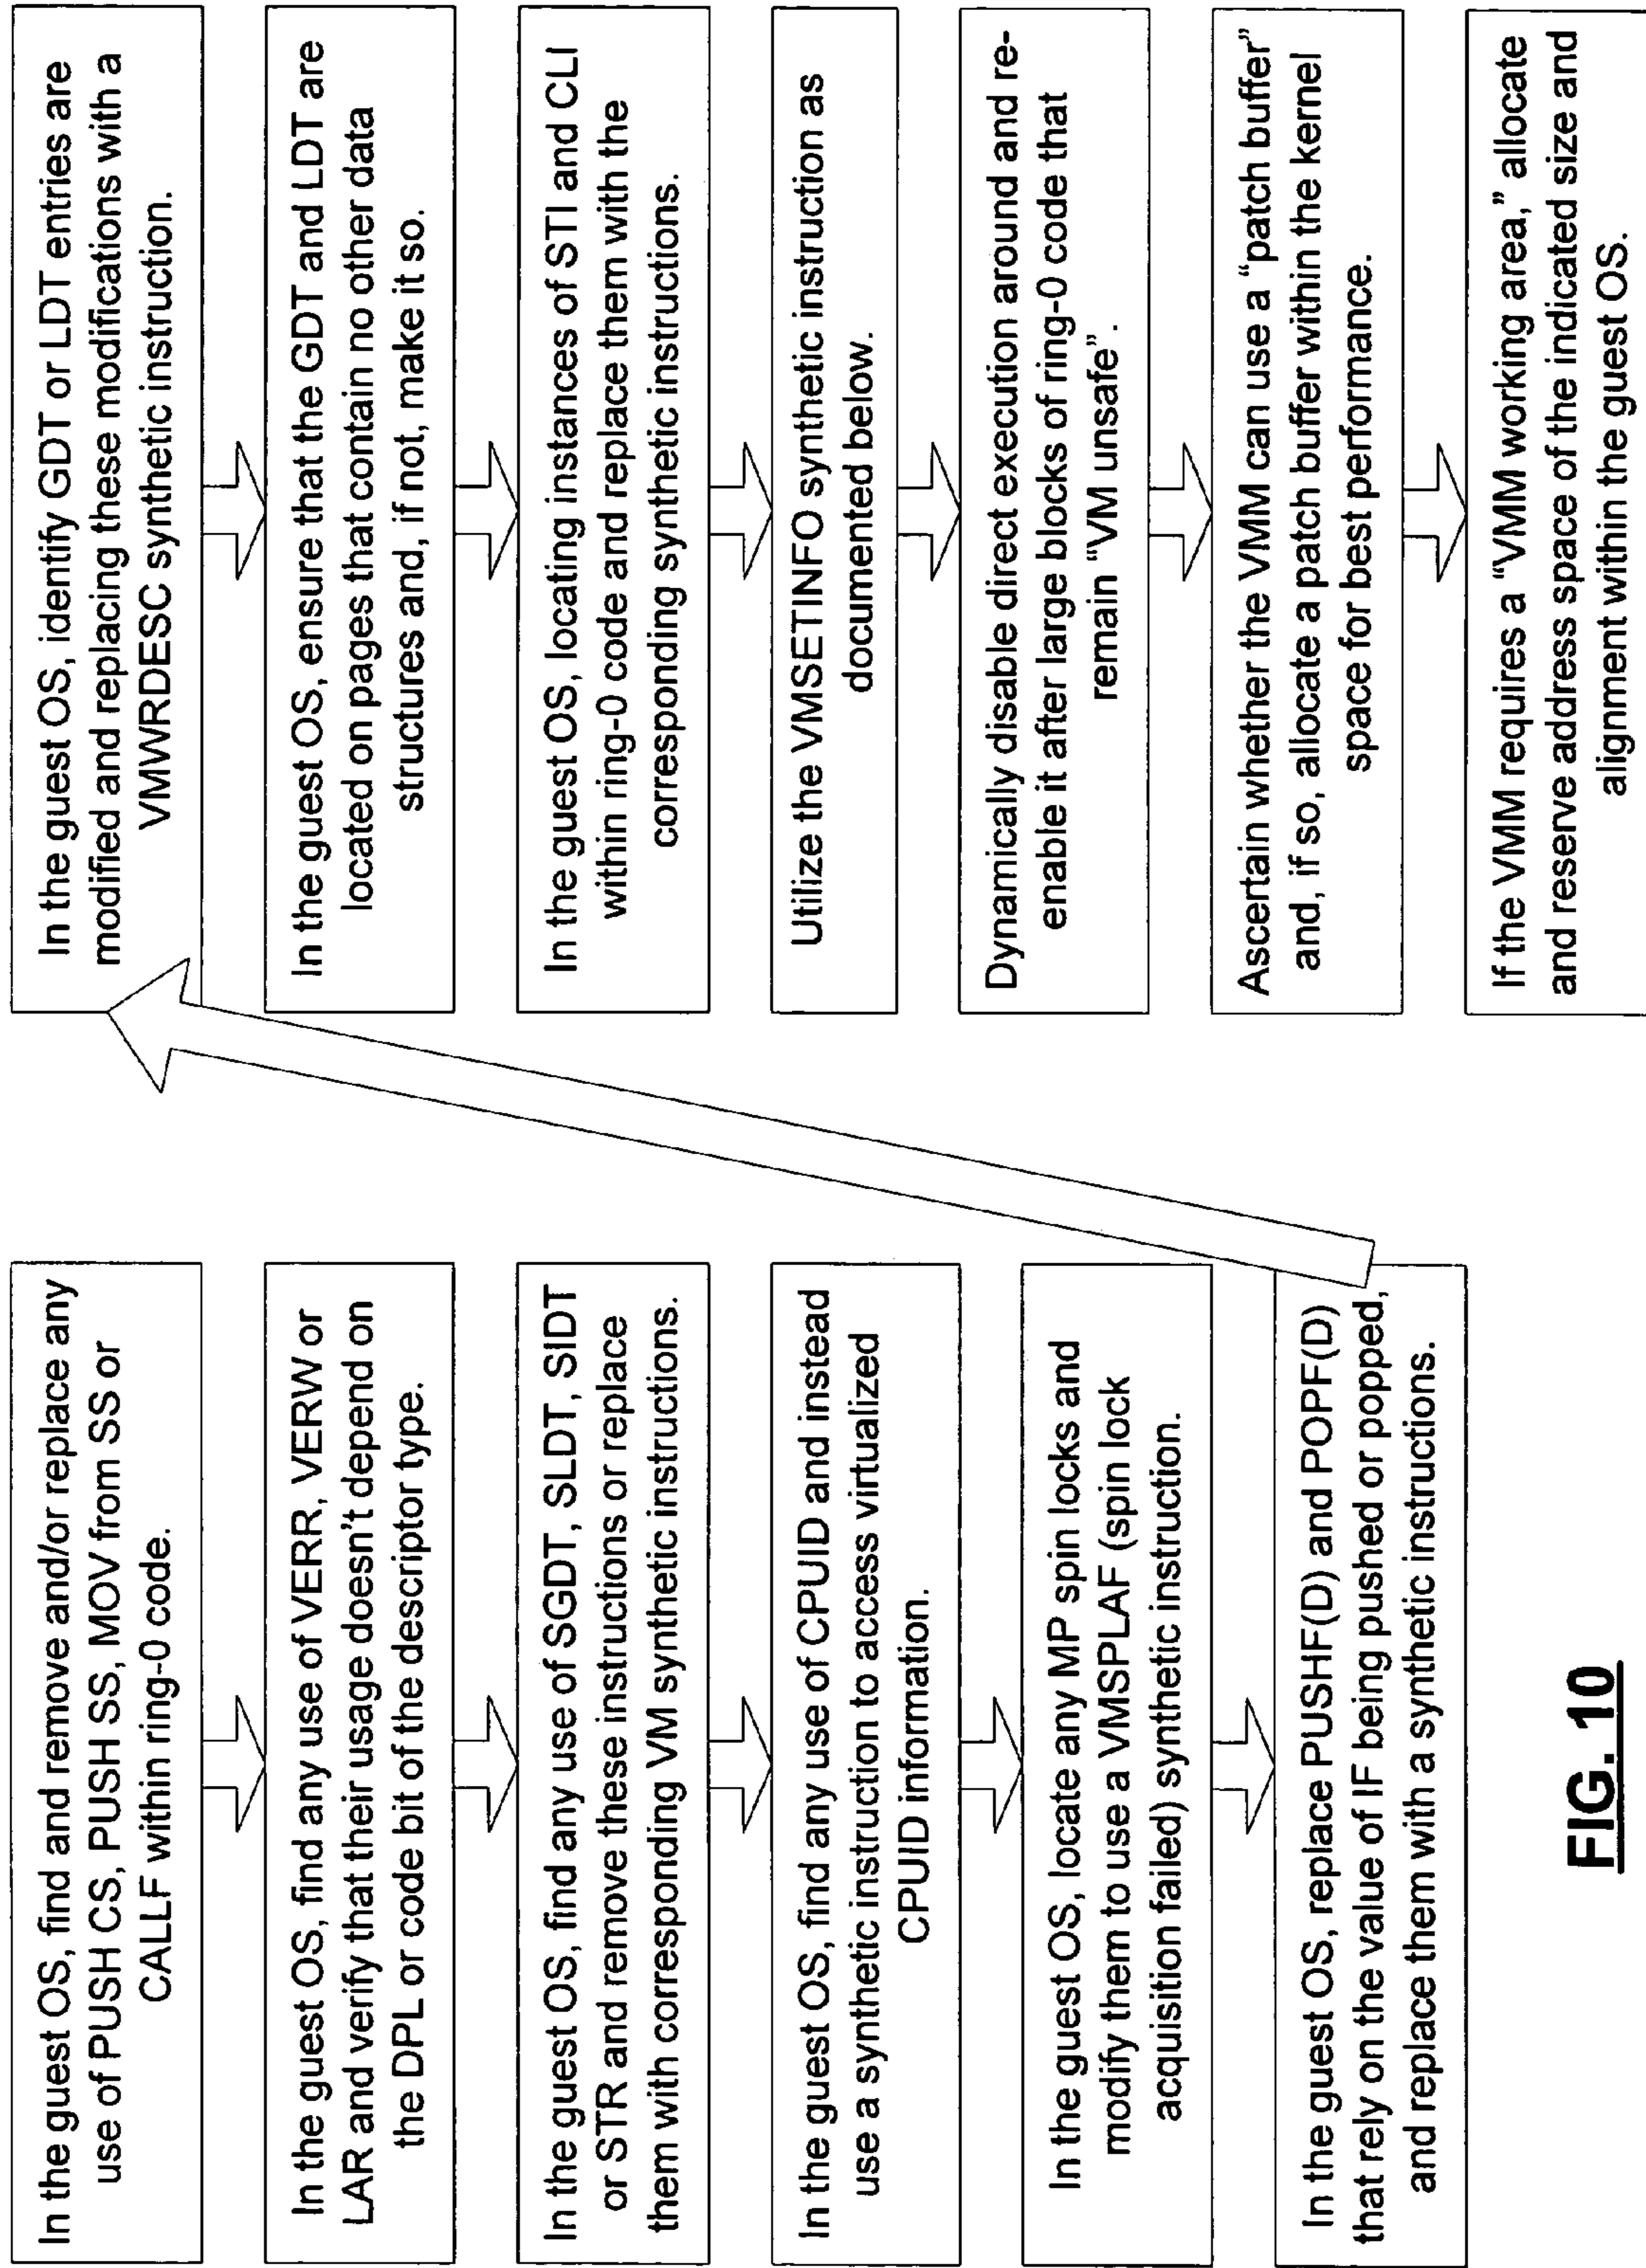 In the guest OS, find and remove and/or replace any
use of PUSH CS, PUSH SS, MOV from SS or
CALLF within ring-0 code.
In the guest OS, find any use of VERR, VERW or
LAR and verify that their usage doesn't depend on
the DPL or code bit of the descriptor type.
In the guest OS, find any use of SGDT, SLDT, SIDT
or STR and remove these instructions or replace
them with corresponding VM synthetic instructions.
In the guest OS, find any use of CPUID and instead
use a synthetic instruction to access virtualized
CPUID information.
In the guest OS, locate any MP spin locks and
modify them to use a VMSPLAF (spin lock
acquisition failed) synthetic instruction.
In the guest OS, replace PUSHF(D) and POPF(D)
that rely on the value of IF being pushed or popped,
and replace them with a synthetic instructions.
In the guest OS, identify GDT or LDT entries are
modified and replacing these modifications with a
VMWRDESC synthetic instruction.
In the guest OS, ensure that the GDT and LDT are
located on pages that contain no other data
structures and, if not, make it so.
In the guest OS, locating instances of STI and CLI
within ring-0 code and replace them with the
corresponding synthetic instructions.
Utilize the VMSETINFO synthetic instruction as
documented below.
Dynamically disable direct execution around and re-
enable it after large blocks of ring-0 code that
remain “VM unsafe”.
Ascertain whether the VMM can use a “patch buffer”
and, if so, allocate a patch buffer within the kernel
space for best performance.
If the VMM requires a “VMM working area,” allocate
and reserve address space of the indicated size and
alignment within the guest OS.
FIG. 10